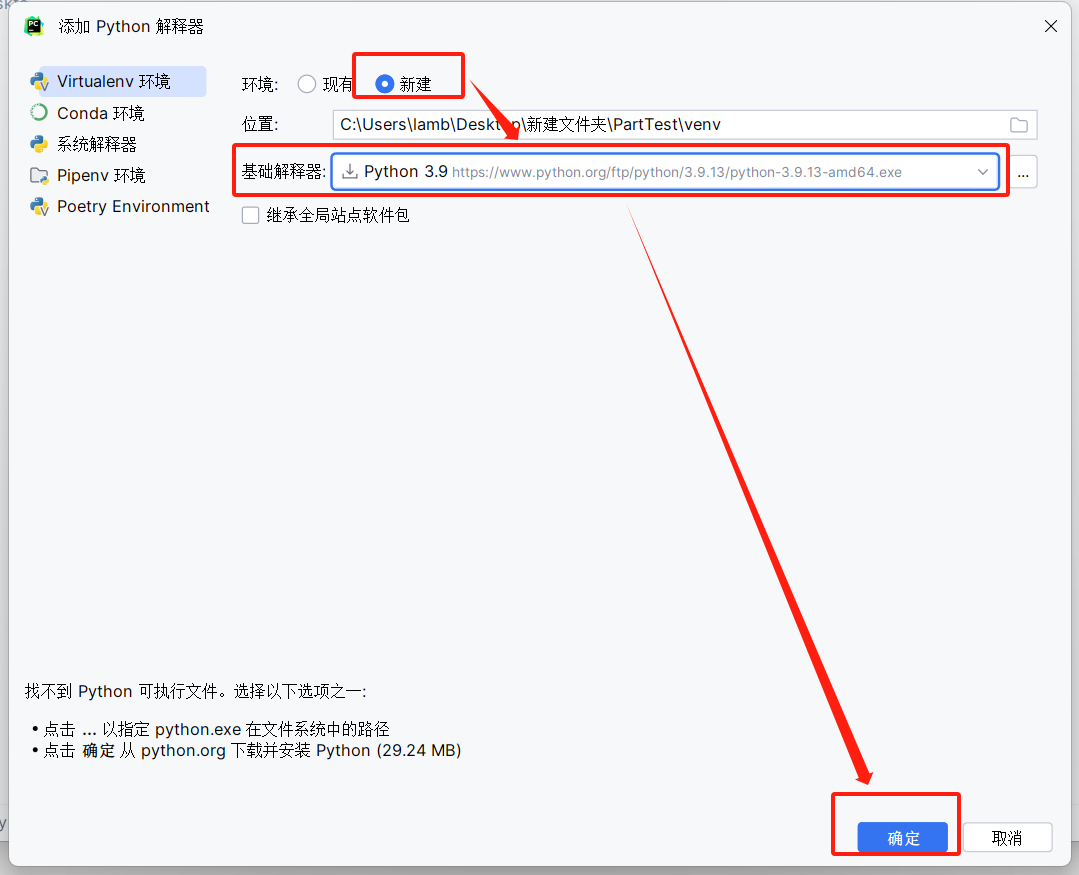 PC
添加 Python 解释器
Virtualenv 环境
Conda 环境
系统解释器
Pipenv 环境
Poetry Environment
环境: 现有 新建
位置: C:\Users\lamb\Desktop\新建文件夹\PartTest\venv
基础解释器: Python 3.9 https://www.python.org/ftp/python/3.9.13/python-3.9.13-amd64.exe ...
继承全局站点软件包
找不到 Python 可执行文件。选择以下选项之一:
• 点击 ... 以指定 python.exe 在文件系统中的路径
• 点击 确定 从 python.org 下载并安装 Python (29.24 MB)
确定 取消